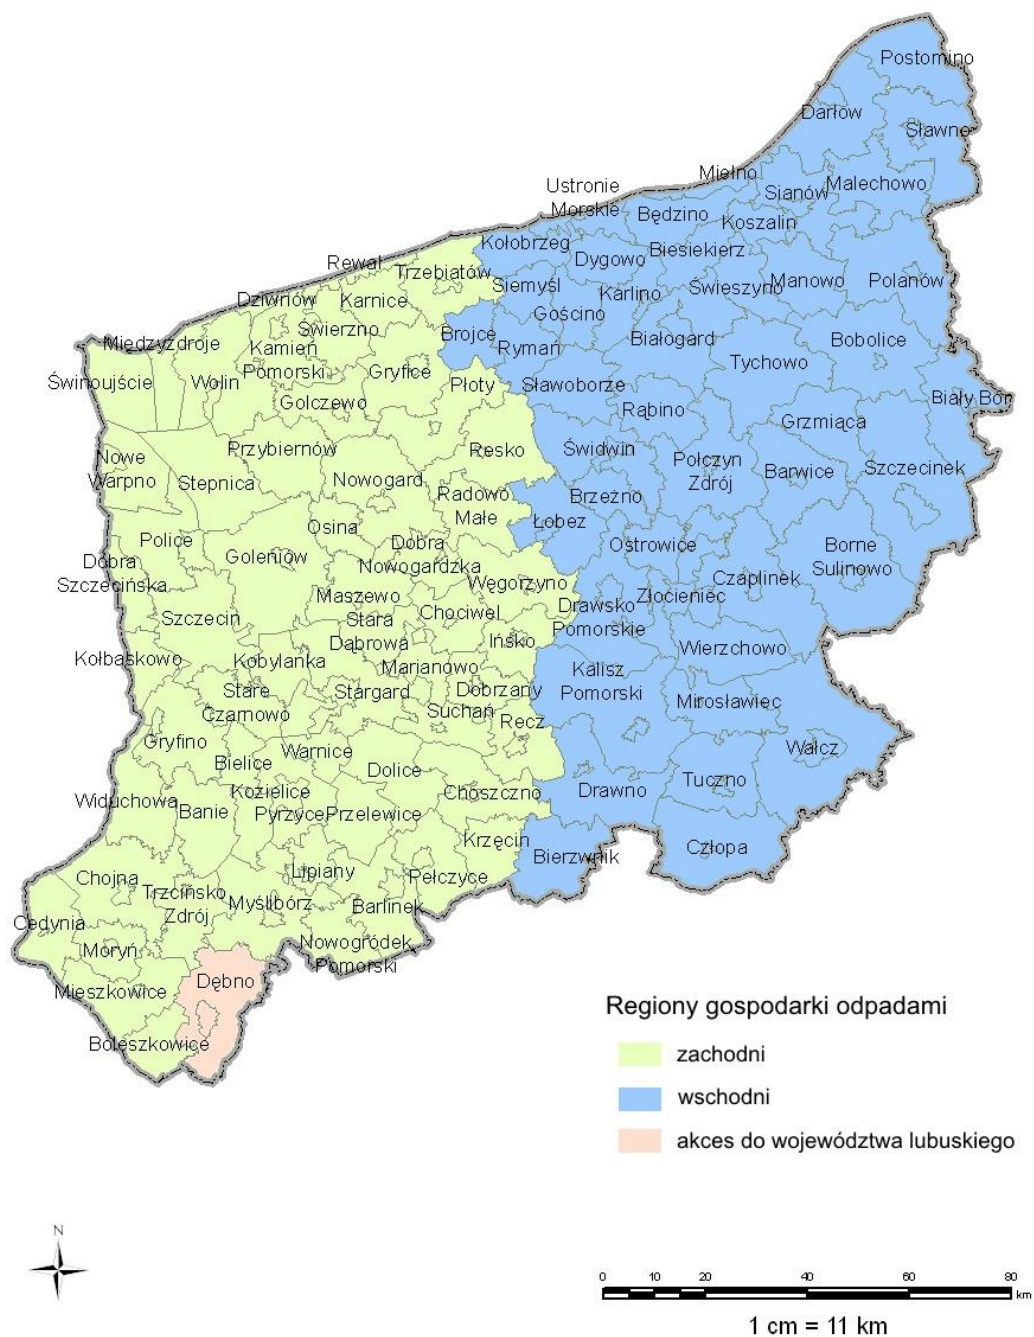 Postomino
Darłow
Sławno
Mielno
Ustronie
Morskie
Sianów
Malechowo
Będzino
Koszalin
Kołobrzeg
Biesiekierz
Dygowo
Rewal
Trzebiatów
Siemyśl
Karlino
Świeszyno
Manowo
Polanów
Dziwnów
Karnice
Gościno
Świerzno
Brojce
Rymań
Białogard
Bobolice
Międzyzdroje
Kamień
Pomorski
Tychowo
Świnoujście
Wolin
Gryfice
Płoty
Sławoborze
Biały Bór
Golczewo
Rąbino
Grzmiąca
Przybiernów
Resko
Świdwin
Połczyn
Zdrój
Barwice
Szczecinek
Nowe
Warpno
Stepnica
Nowogard
Radowo
Małe
Brzeżno
Osina
Łobez
Police
Goleniów
Dobra
Nowogardzka
Ostrowice
Borne
Sulinowo
Dobra
Szczecińska
Węgorzyno
Czaplinek
Maszewo
Chociwel
Drawsko
Pomorskie
Złocieniec
Szczecin
Stara
Dąbrowa
Ińsko
Wierzchowo
Kołbaskowo
Kobylanka
Marianowo
Kalisz
Pomorski
Stare
Czarnowo
Stargard
Dobrzany
Mirosławiec
Suchań
Recz
Gryfino
Warnice
Wałcz
Bielice
Dolice
Tuczno
Widuchowa
Banie
Kozielice
Choszczno
Drawno
Pyrzyce
Przelewice
Krzęcin
Bierzwnik
Człopa
Chojna
Lipiany
Pełczyce
Trzcińsko
Zdrój
Myślibórz
Barlinek
Cedynia
Moryń
Nowogródek
Pomorski
Mieszkowice
Dębno
Boleszkowice
Regiony gospodarki odpadami
zachodni
wschodni
akces do województwa lubuskiego
N
0 10 20 40 60 80
km
1 cm = 11 km